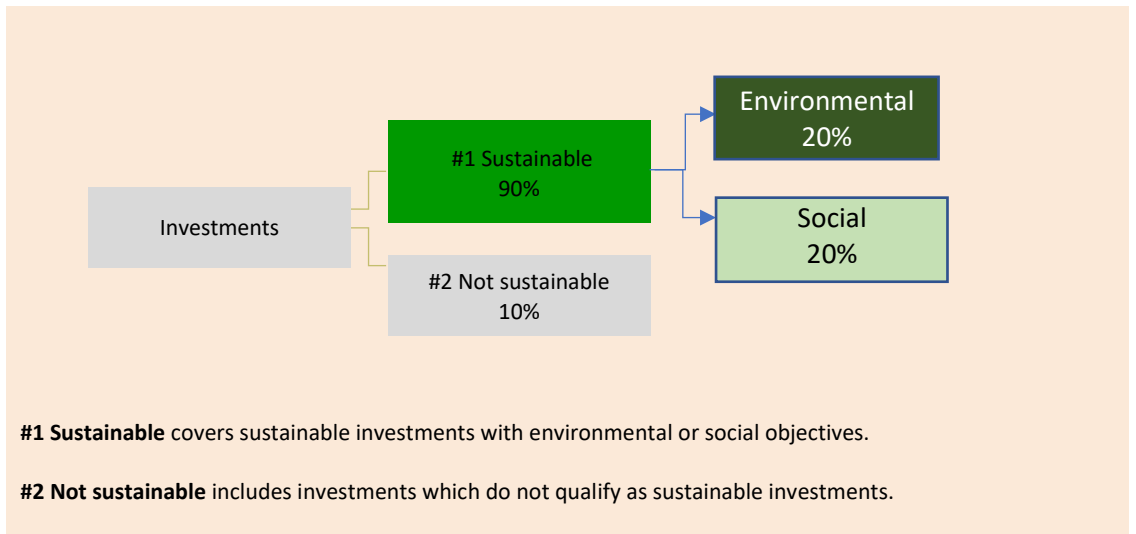 Environmental
20%
#1 Sustainable
90%
Investments
Social
20%
#2 Not sustainable
10%
#1 Sustainable covers sustainable investments with environmental or social objectives.
#2 Not sustainable includes investments which do not qualify as sustainable investments.